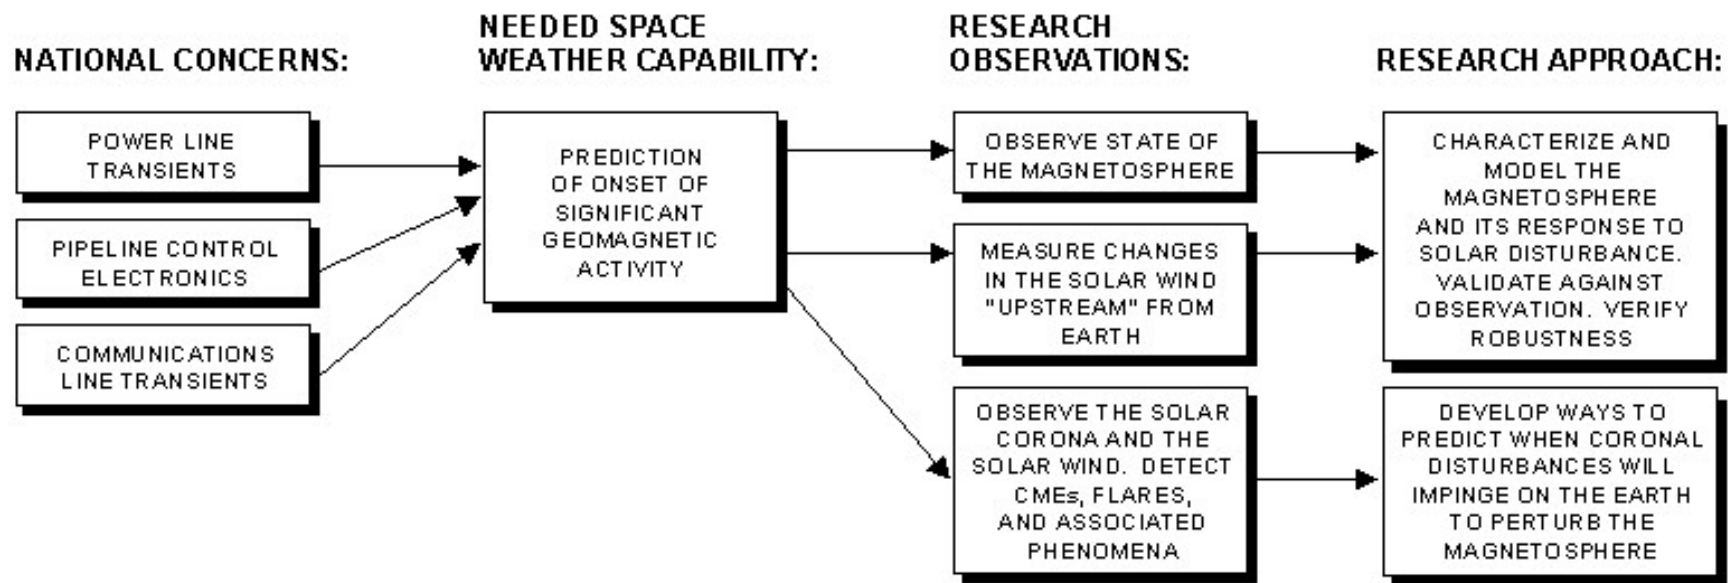 NATIONAL CONCERNS:
POWER LINE
TRANSIENTS
PIPELINE CONTROL
ELECTRONICS
COMMUNICATIONS
LINE TRANSIENTS
NEEDED SPACE
WEATHER CAPABILITY:
PREDICTION
OF ONSET OF
SIGNIFICANT
GEOMAGNETIC
ACTIVITY
RESEARCH
OBSERVATIONS:
OBSERVE STATE OF
THE MAGNETOSPHERE
MEASURE CHANGES
IN THE SOLAR WIND
"UPSTREAM" FROM
EARTH
OBSERVE THE SOLAR
CORONA AND THE
SOLAR WIND. DETECT
CMEs, FLARES,
AND ASSOCIATED
PHENOMENA
RESEARCH APPROACH:
CHARACTERIZE AND
MODEL THE
MAGNETOSPHERE
AND ITS RESPONSE TO
SOLAR DISTURBANCE.
VALIDATE AGAINST
OBSERVATION. VERIFY
ROBUSTNESS
DEVELOP WAYS TO
PREDICT WHEN CORONAL
DISTURBANCES WILL
IMPINGE ON THE EARTH
TO PERTURB THE
MAGNETOSPHERE